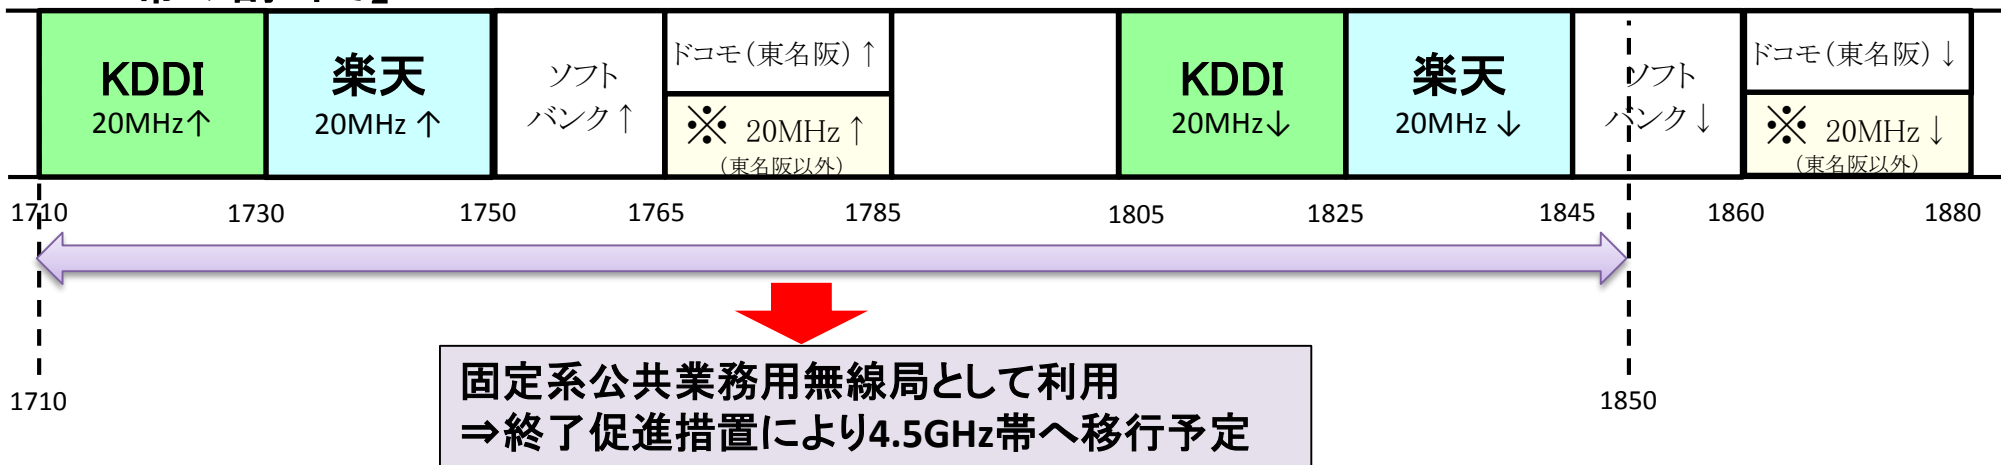 KDDI
20MHz↑
楽天
20MHz ↑
ソフト
バンク↑
ドコモ(東名阪)↑
※ 20MHz↑
(東名阪以外)
KDDI
20MHz↓
楽天
20MHz ↓
ソフト
バンク↓
ドコモ(東名阪)↓
※ 20MHz↓
(東名阪以外)
1710 1730 1750 1765 1785 1805 1825 1845 1860 1880
固定系公共業務用無線局として利用
⇒終了促進措置により4.5GHz帯へ移行予定
1710 1850